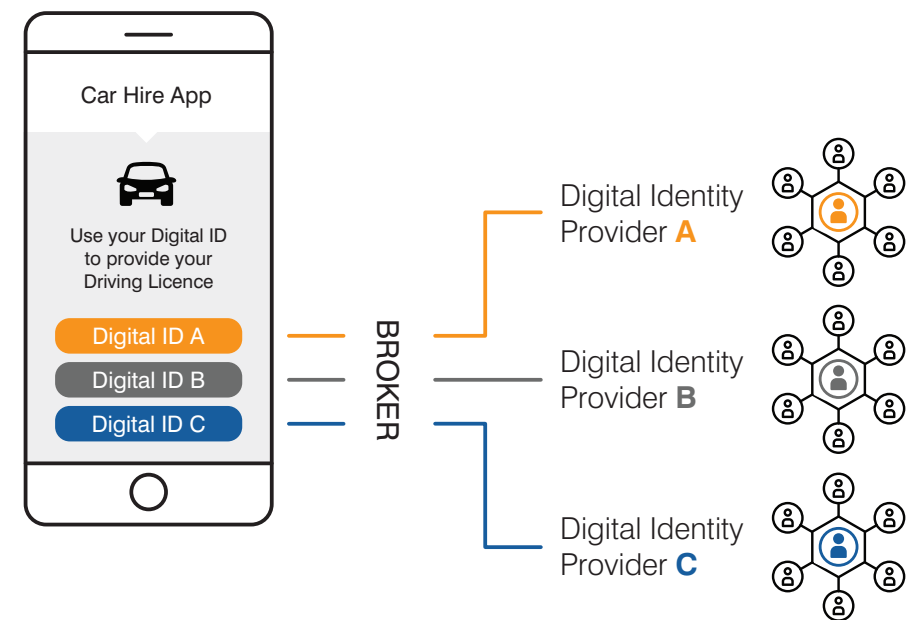 Car Hire App
Use your Digital ID
to provide your
Driving Licence
Digital ID A
Digital ID B
Digital ID C
BROKER
Digital Identity
Provider A
Digital Identity
Provider B
Digital Identity
Provider C